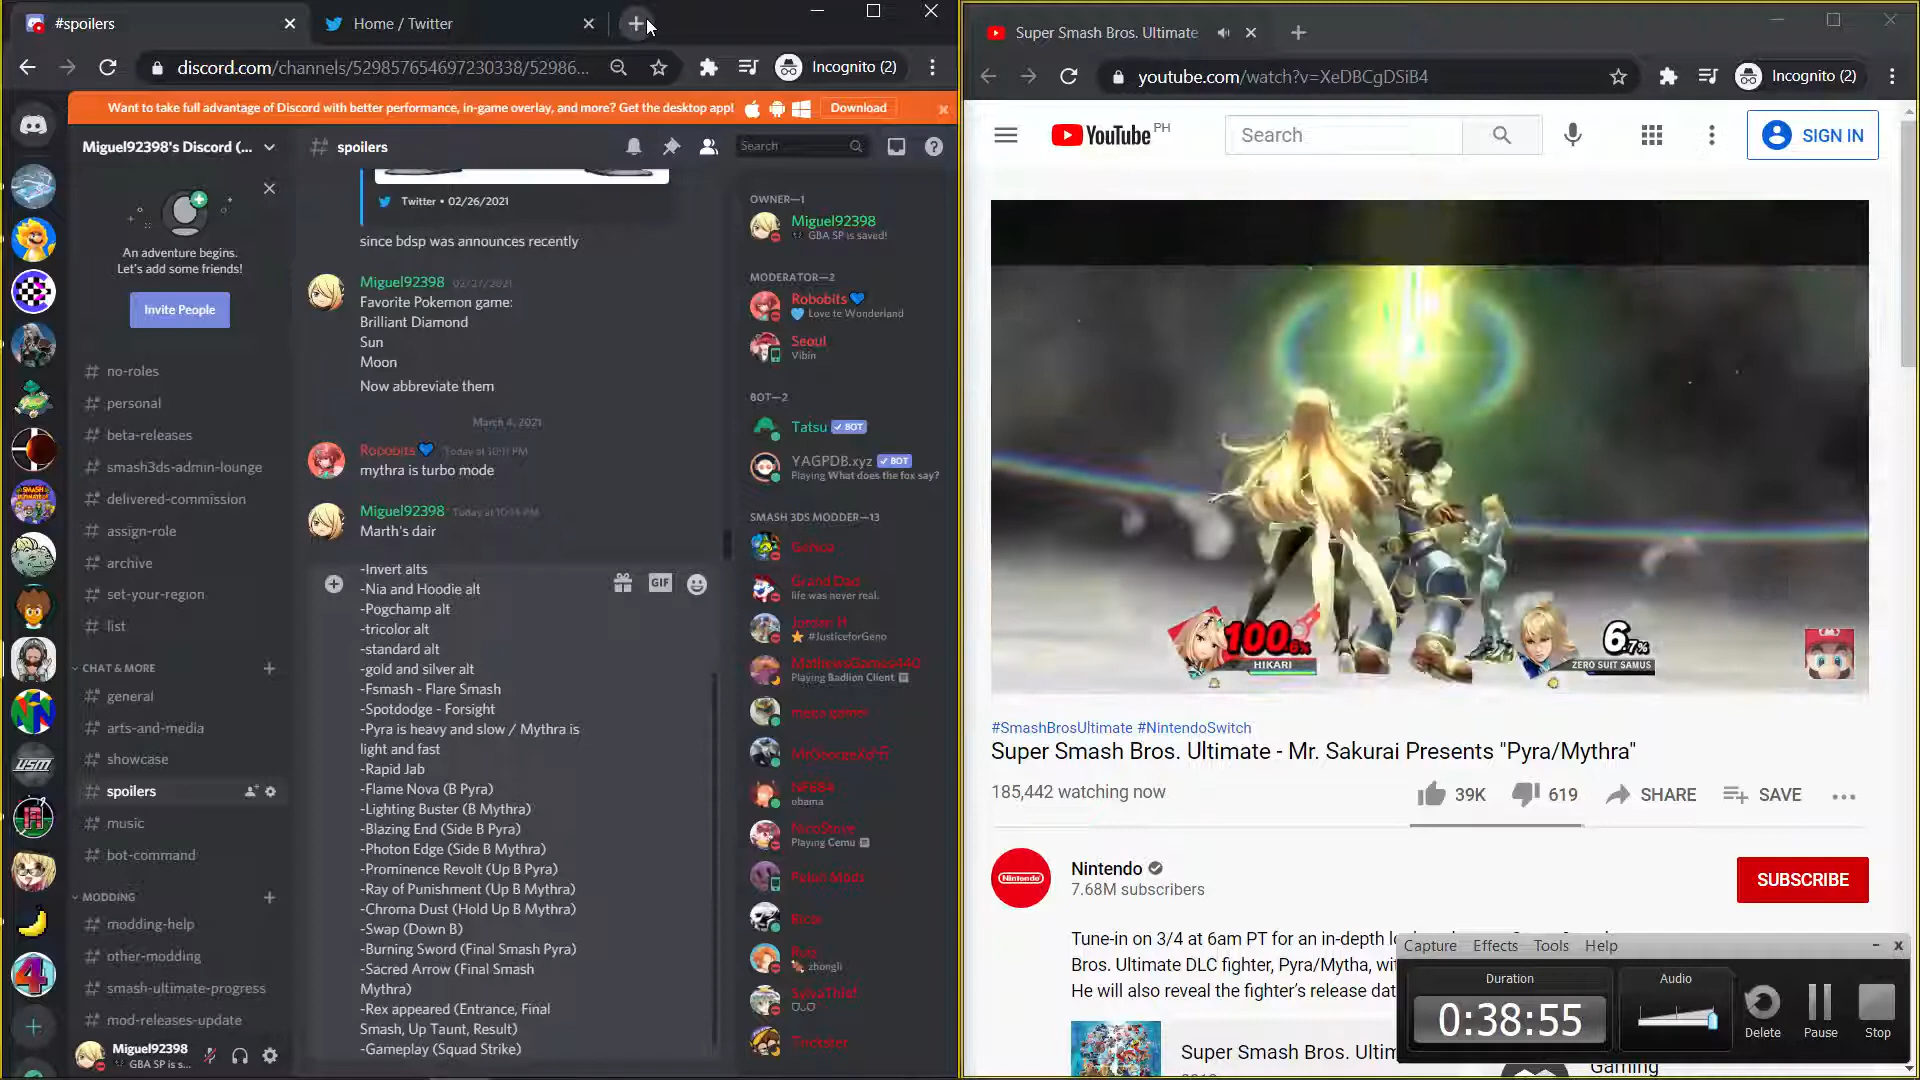 #spoilers
Home / Twitter
discord.com/channels/529857654697230338/52986...
Incognito (2)
Want to take full advantage of Discord with better performance, in-game overlay, and more? Get the desktop app!
Download
Miguel92398's Discord (...
An adventure begins.
Let's add some friends!
Invite People
no-roles
personal
beta-releases
smash3ds-admin-lounge
delivered-commission
assign-role
archive
set-your-region
list
CHAT & MORE
general
arts-and-media
showcase
spoilers
music
bot-command
MODDING
modding-help
other-modding
smash-ultimate-progress
mod-releases-update
Miguel92398
GBA SP is s...
spoilers
Search
Twitter • 02/26/2021
since bdsp was announces recently
Miguel92398 02/27/2021
Favorite Pokemon game:
Brilliant Diamond
Sun
Moon
Now abbreviate them
March 4, 2021
Robobits Today at 10:11 PM
mythra is turbo mode
Miguel92398 Today at
Marth's dair
-Invert alts
-Nia and Hoodie alt
-Pogchamp alt
-tricolor alt
-standard alt
-gold and silver alt
-Fsmash - Flare Smash
-Spotdodge - Forsight
-Pyra is heavy and slow / Mythra is
light and fast
-Rapid Jab
-Flame Nova (B Pyra)
-Lighting Buster (B Mythra)
-Blazing End (Side B Pyra)
-Photon Edge (Side B Mythra)
-Prominence Revolt (Up B Pyra)
-Ray of Punishment (Up B Mythra)
-Chroma Dust (Hold Up B Mythra)
-Swap (Down B)
-Burning Sword (Final Smash Pyra)
-Sacred Arrow (Final Smash
Mythra)
-Rex appeared (Entrance, Final
Smash, Up Taunt, Result)
-Gameplay (Squad Strike)
GIF
OWNER—1
Miguel92398
GBA SP is saved!
MODERATOR—2
Robobits
Love te Wonderland
Seoul
Vibin
BOT—2
Tatsu BOT
YAGPDB.xyz BOT
Playing What does the fox say?
SMASH 3DS MODDER—13
Genica
Grand Dad
life was never real.
Jordan H
#JusticeforGeno
MathewsGames440
Playing Badlion Client
mega gamer
NF684
obama
NicoSteve
Playing Cemu
Palun Mods
Rico
Ruiz
zhongli
SylvaThief
Trickster
Super Smash Bros. Ultimate
youtube.com/watch?v=XeDBCgDSiB4
Incognito (2)
YouTube PH
Search
SIGN IN
100.6%
HIKARI
6.7%
ZERO SUIT SAMUS
#SmashBrosUltimate #NintendoSwitch
Super Smash Bros. Ultimate - Mr. Sakurai Presents "Pyra/Mythra"
185,442 watching now
39K
619
SHARE
SAVE
Nintendo
Nintendo
7.68M subscribers
SUBSCRIBE
Tune-in on 3/4 at 6am PT for an in-depth lo
Bros. Ultimate DLC fighter, Pyra/Mytha, wit
He will also reveal the fighter's release dat
Super Smash Bros. Ultim
Gaming
Capture Effects Tools Help
Duration
0:38:55
Audio
Delete
Pause
Stop